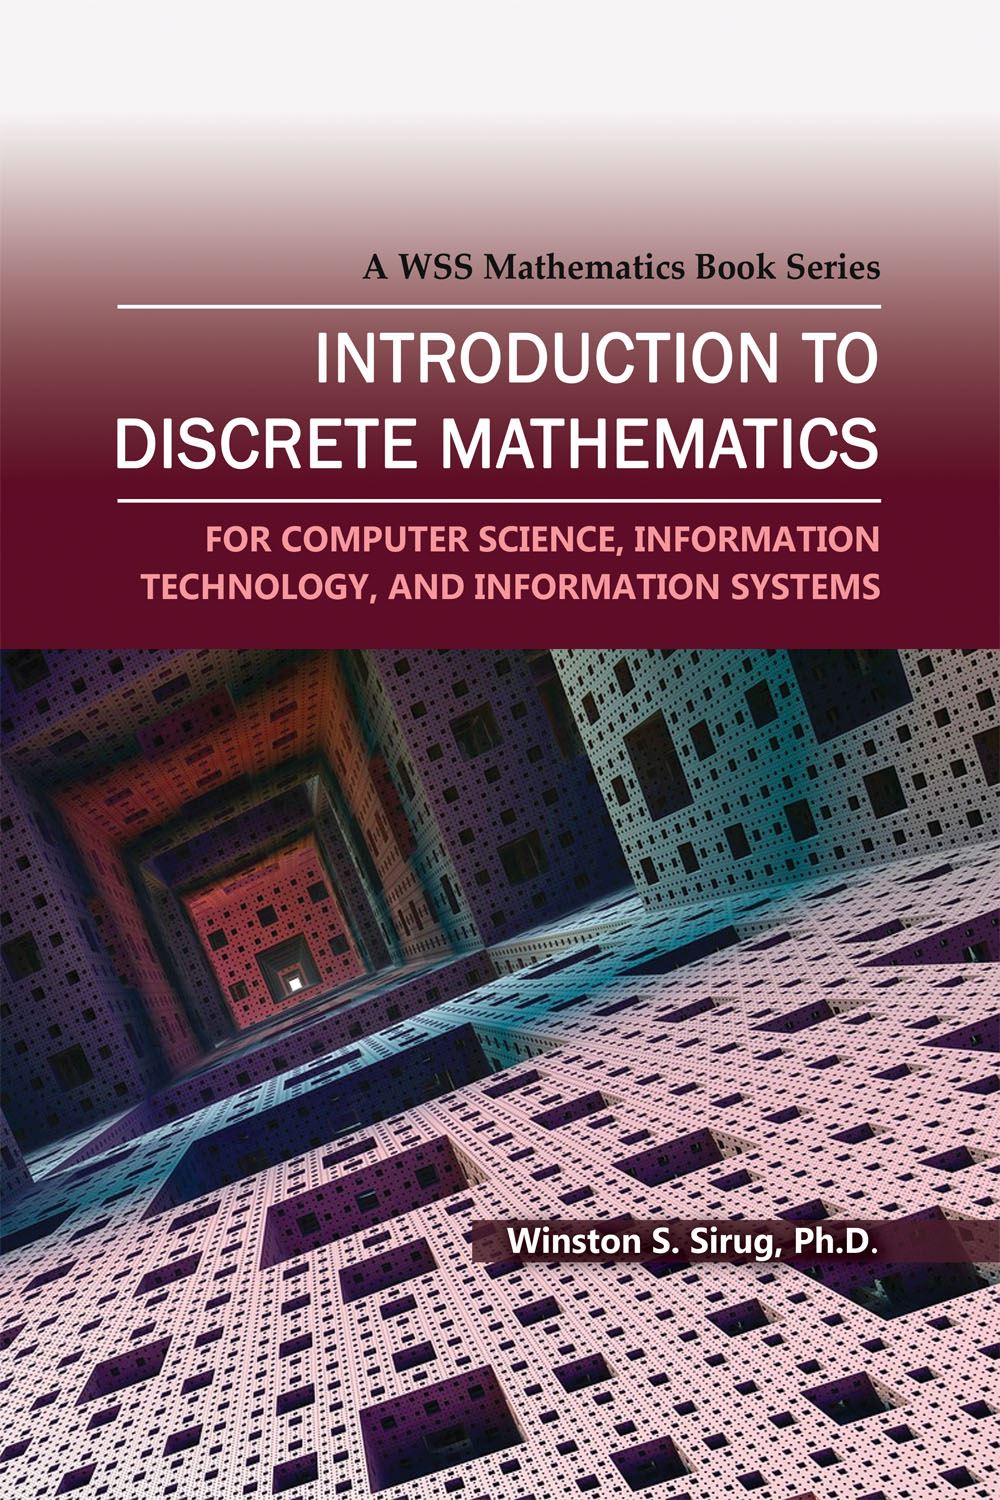 A WSS Mathematics Book Series
INTRODUCTION TO
DISCRETE MATHEMATICS
FOR COMPUTER SCIENCE, INFORMATION
TECHNOLOGY, AND INFORMATION SYSTEMS
Winston S. Sirug, Ph.D.